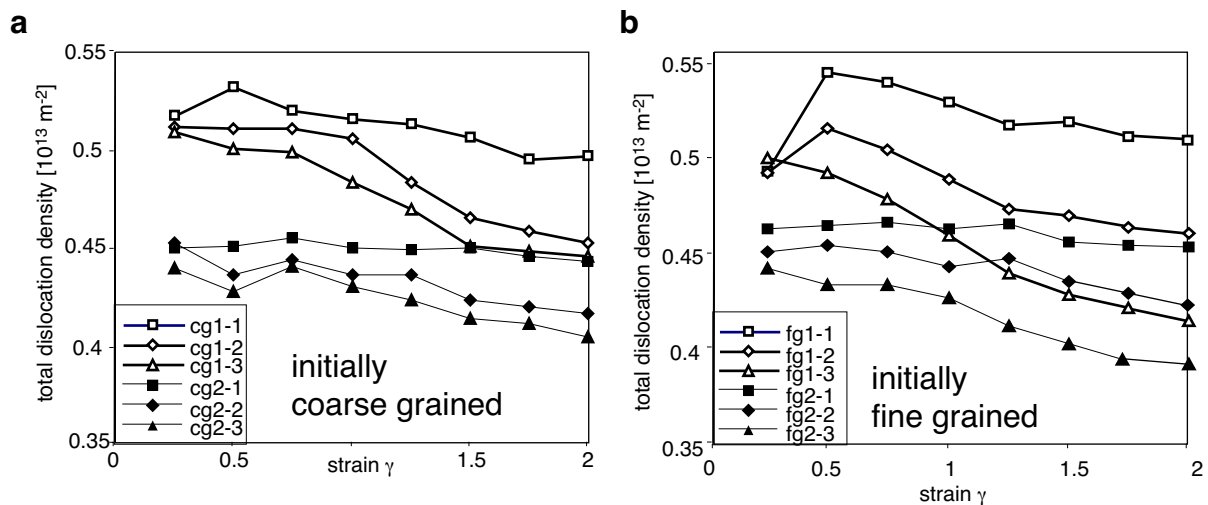 a
0.55
0.5
0.45
0.4
0.35
total dislocation density [10¹³ m⁻²]
cg1-1
cg1-2
cg1-3
cg2-1
cg2-2
cg2-3
initially
coarse grained
0
0.5
1
1.5
2
strain γ
b
0.55
0.5
0.45
0.4
0.35
total dislocation density [10¹³ m⁻²]
fg1-1
fg1-2
fg1-3
fg2-1
fg2-2
fg2-3
initially
fine grained
0
0.5
1
1.5
2
strain γ